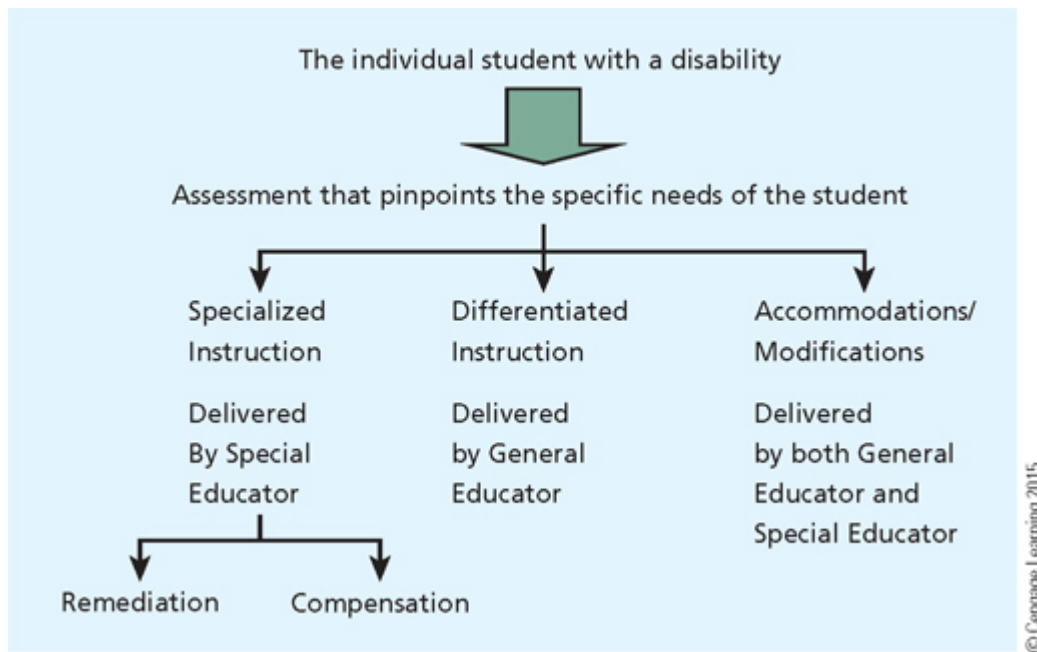 The individual student with a disability
Assessment that pinpoints the specific needs of the student
Specialized
Instruction
Delivered
By Special
Educator
Differentiated
Instruction
Delivered
by General
Educator
Accommodations/
Modifications
Delivered
by both General
Educator and
Special Educator
Remediation
Compensation
© Cengage Learning 2015